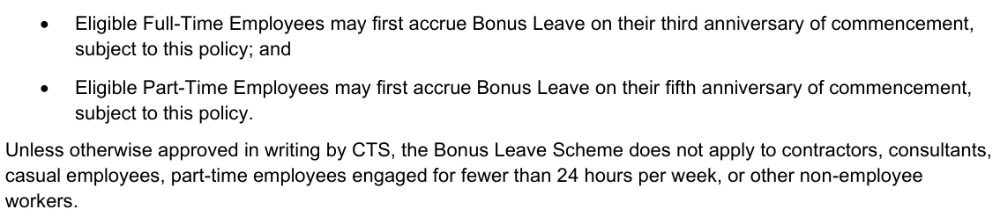 • Eligible Full-Time Employees may first accrue Bonus Leave on their third anniversary of commencement,
subject to this policy; and
• Eligible Part-Time Employees may first accrue Bonus Leave on their fifth anniversary of commencement,
subject to this policy.
Unless otherwise approved in writing by CTS, the Bonus Leave Scheme does not apply to contractors, consultants,
casual employees, part-time employees engaged for fewer than 24 hours per week, or other non-employee
workers.